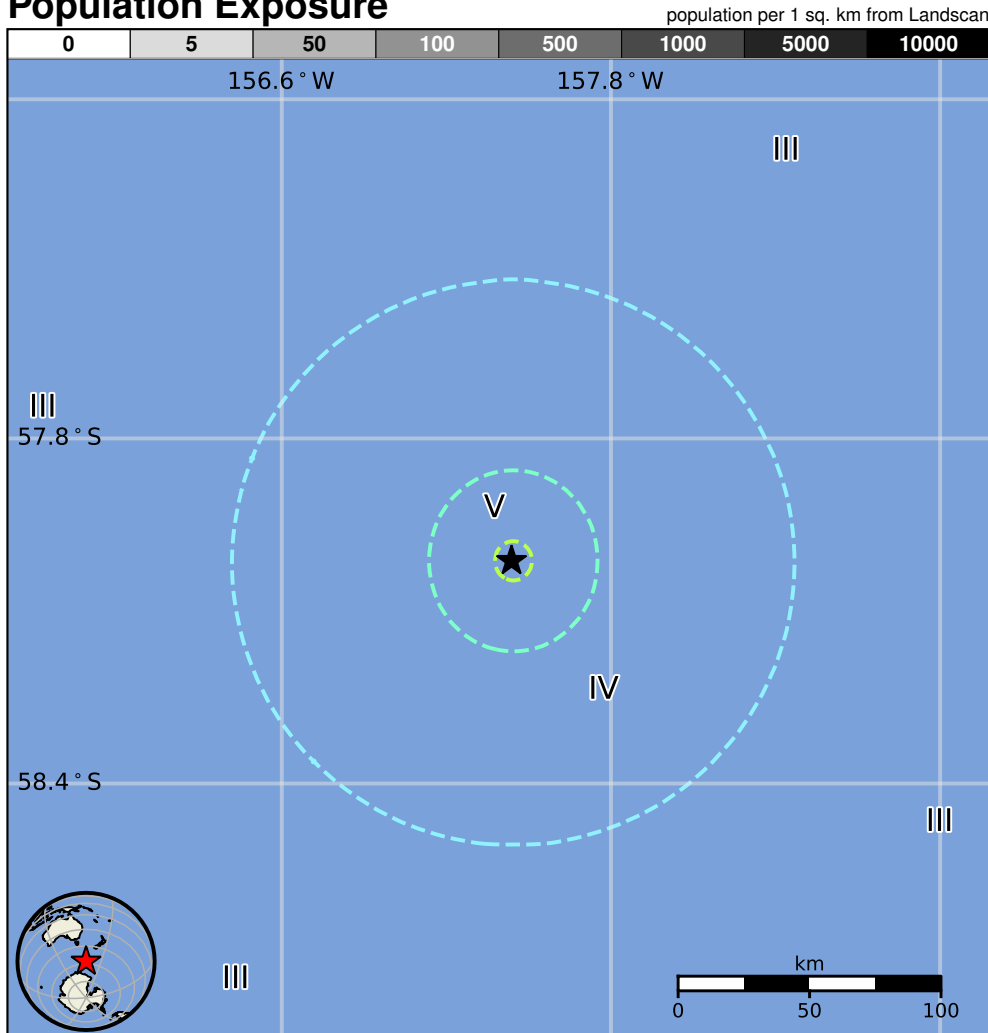 Population Exposure
population per 1 sq. km from Landscan
0 5 50 100 500 1000 5000 10000
156.6°W 157.8°W
III
III
57.8°S
V
IV
58.4°S
III
III
km
0 50 100